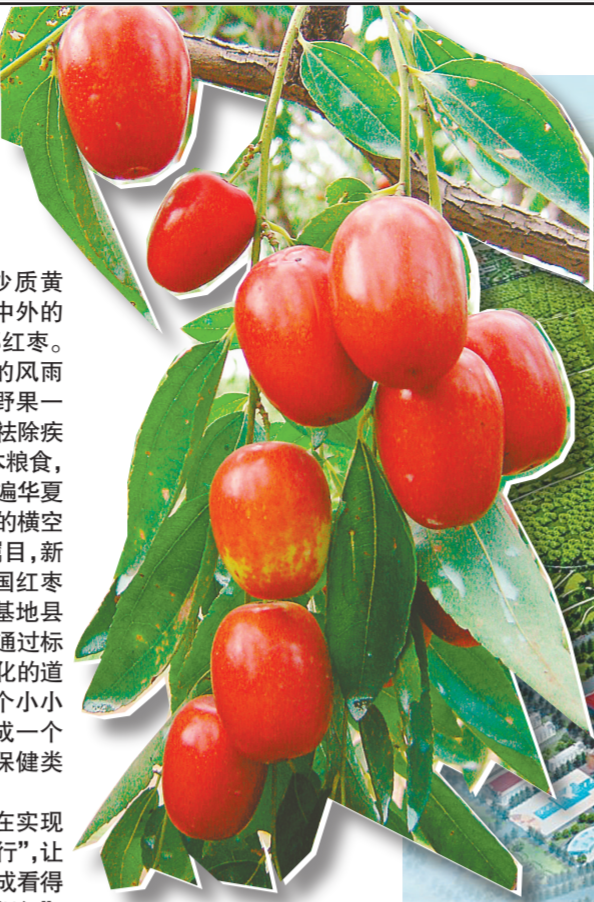 沙质黄
中外的
红枣。
的风雨
野果一
祛除疾
本粮食,
遍华夏
的横空
瞩目,新
国红枣
基地县
通过标
化的道
个小小
成一个
保健类
在实现
行”,让
成看得